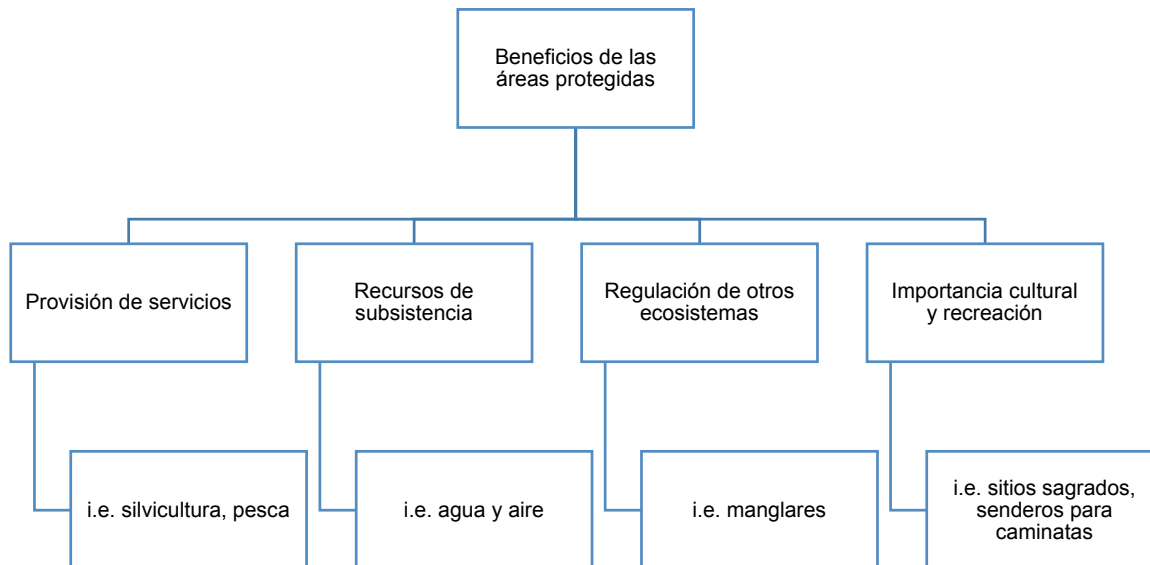 Beneficios de las
áreas protegidas
Provisión de servicios
Recursos de
subsistencia
Regulación de otros
ecosistemas
Importancia cultural
y recreación
i.e. silvicultura, pesca
i.e. agua y aire
i.e. manglares
i.e. sitios sagrados,
senderos para
caminatas